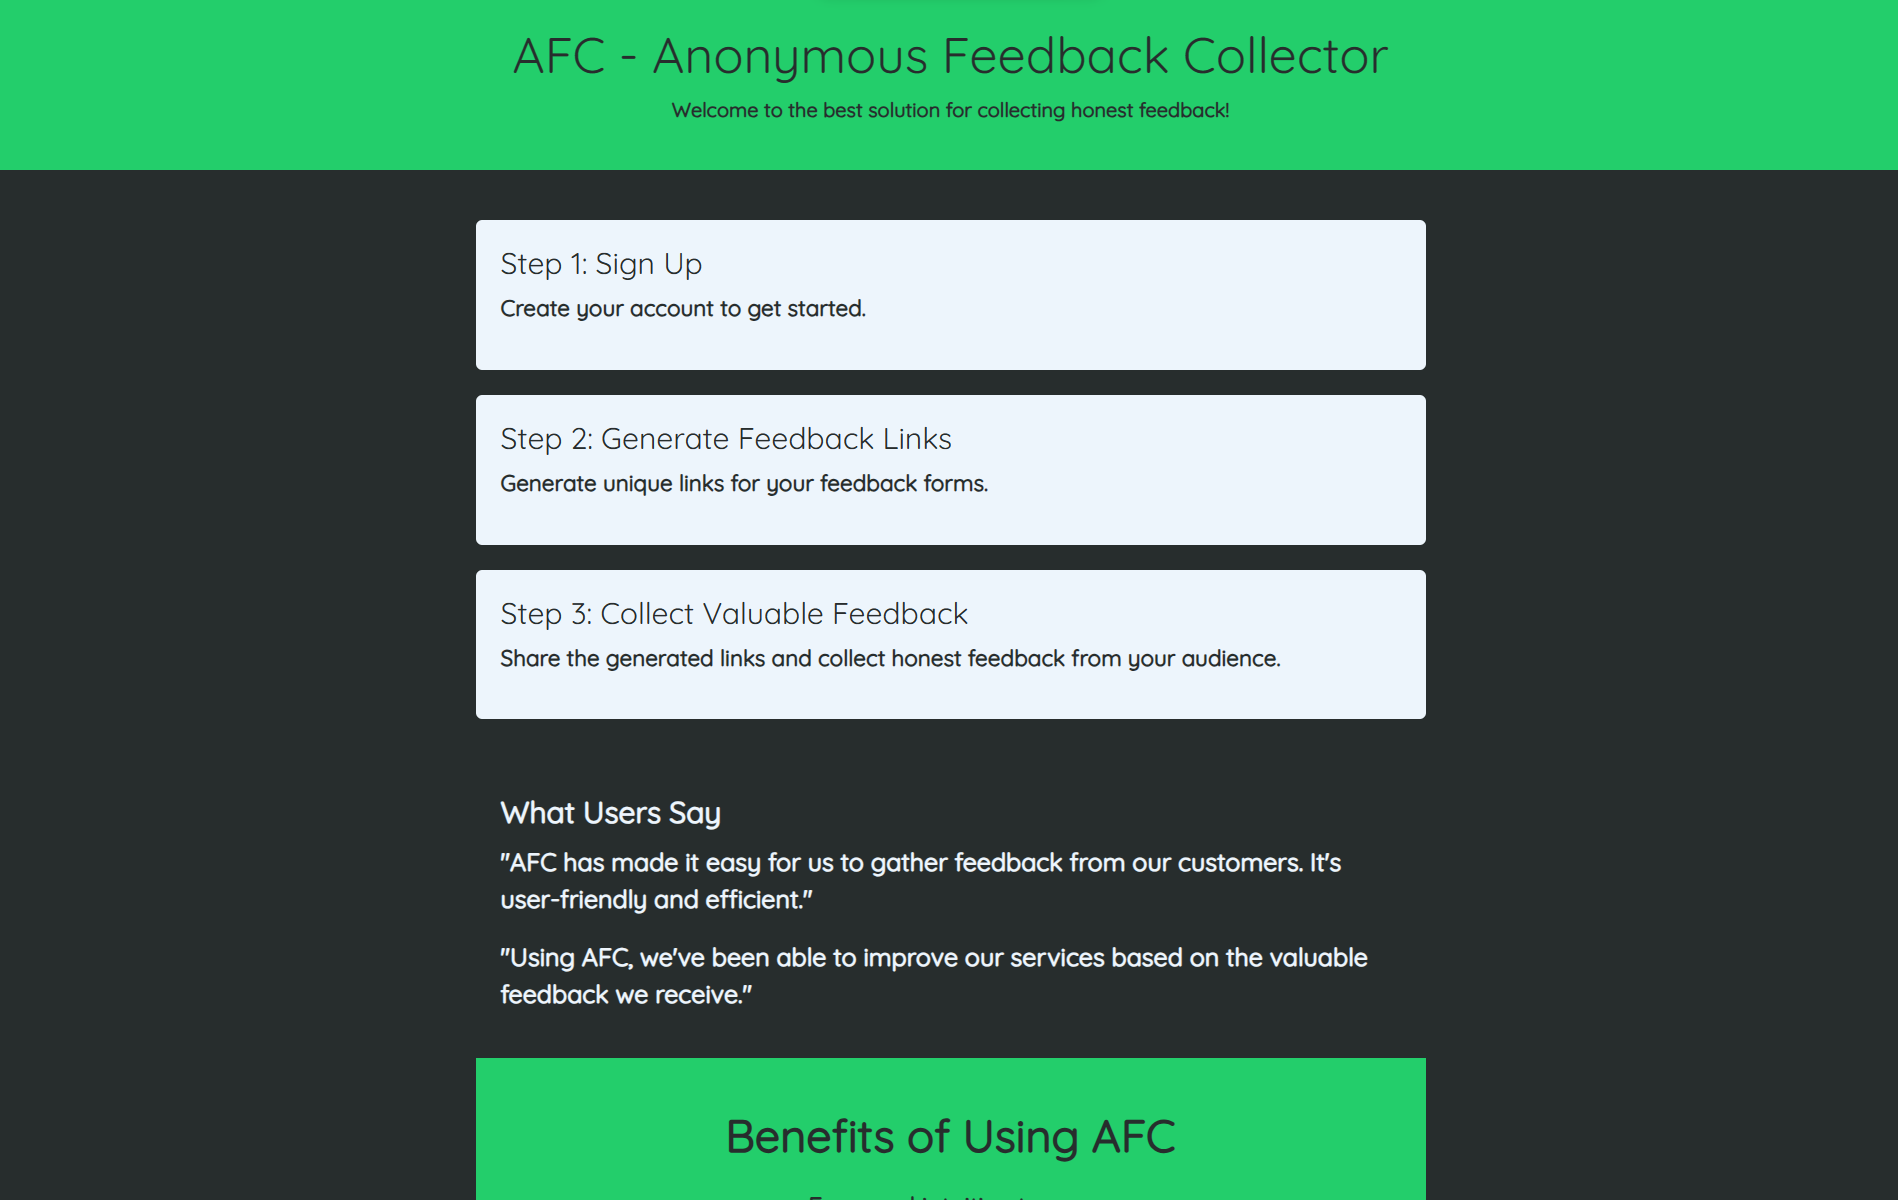 AFC - Anonymous Feedback Collector
Welcome to the best solution for collecting honest feedback!
Step 1: Sign Up
Create your account to get started.
Step 2: Generate Feedback Links
Generate unique links for your feedback forms.
Step 3: Collect Valuable Feedback
Share the generated links and collect honest feedback from your audience.
What Users Say
"AFC has made it easy for us to gather feedback from our customers. It's
user-friendly and efficient."
"Using AFC, we've been able to improve our services based on the valuable
feedback we receive."
Benefits of Using AFC